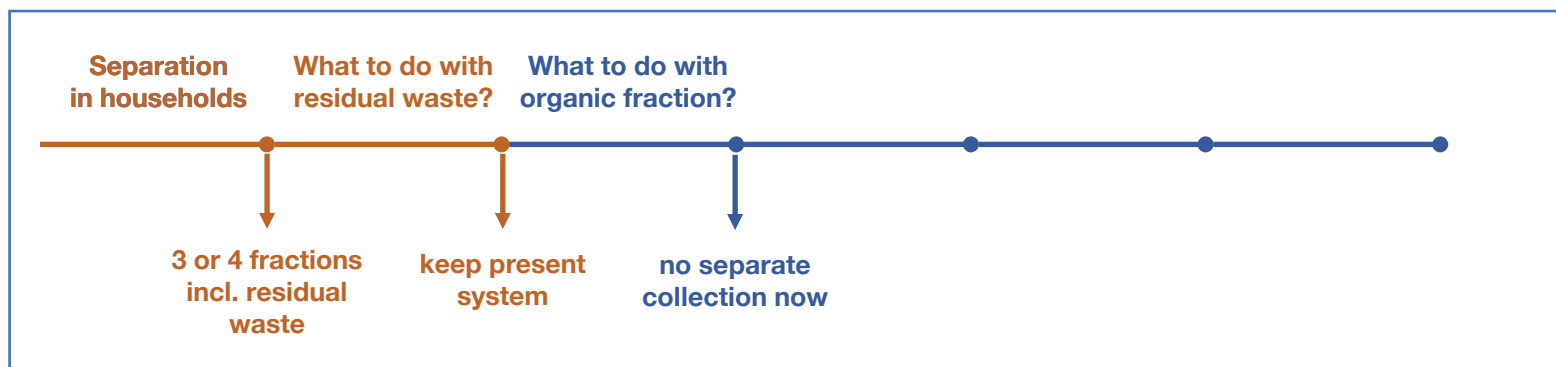 Separation
in households
What to do with
residual waste?
What to do with
organic fraction?
3 or 4 fractions
incl. residual
waste
keep present
system
no separate
collection now